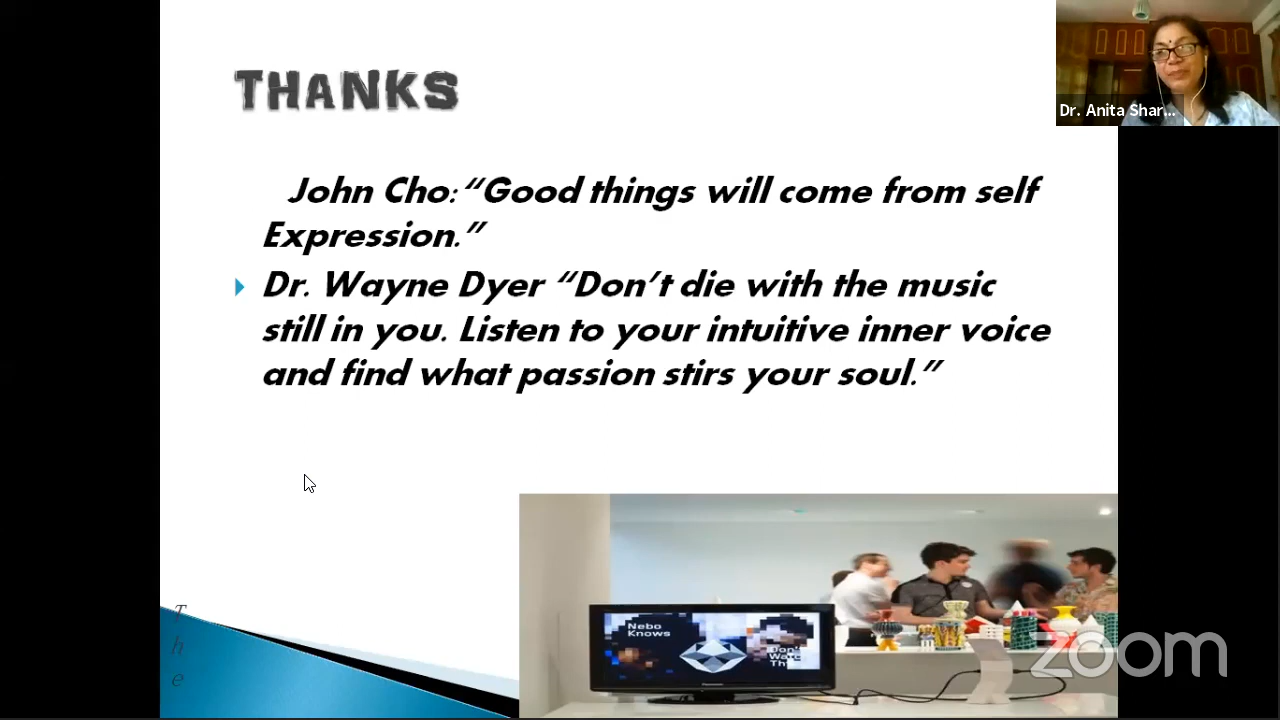 THANKS
Dr. Anita Shar...
John Cho:“Good things will come from self
Expression.”
Dr. Wayne Dyer “Don’t die with the music
still in you. Listen to your intuitive inner voice
and find what passion stirs your soul.”
The
Nebo
Knows
Don't
zoom